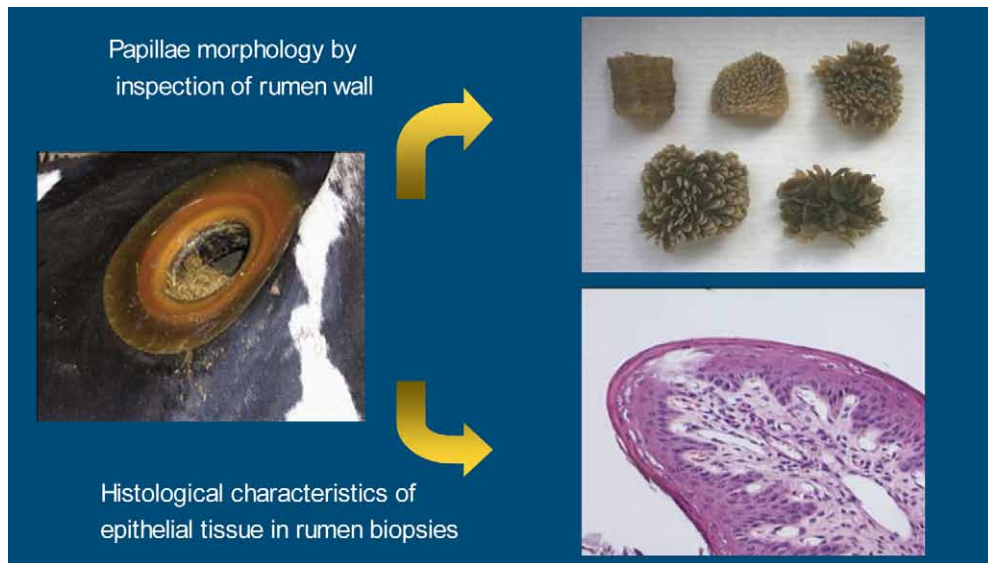 Papillae morphology by
inspection of rumen wall
Histological characteristics of
epithelial tissue in rumen biopsies